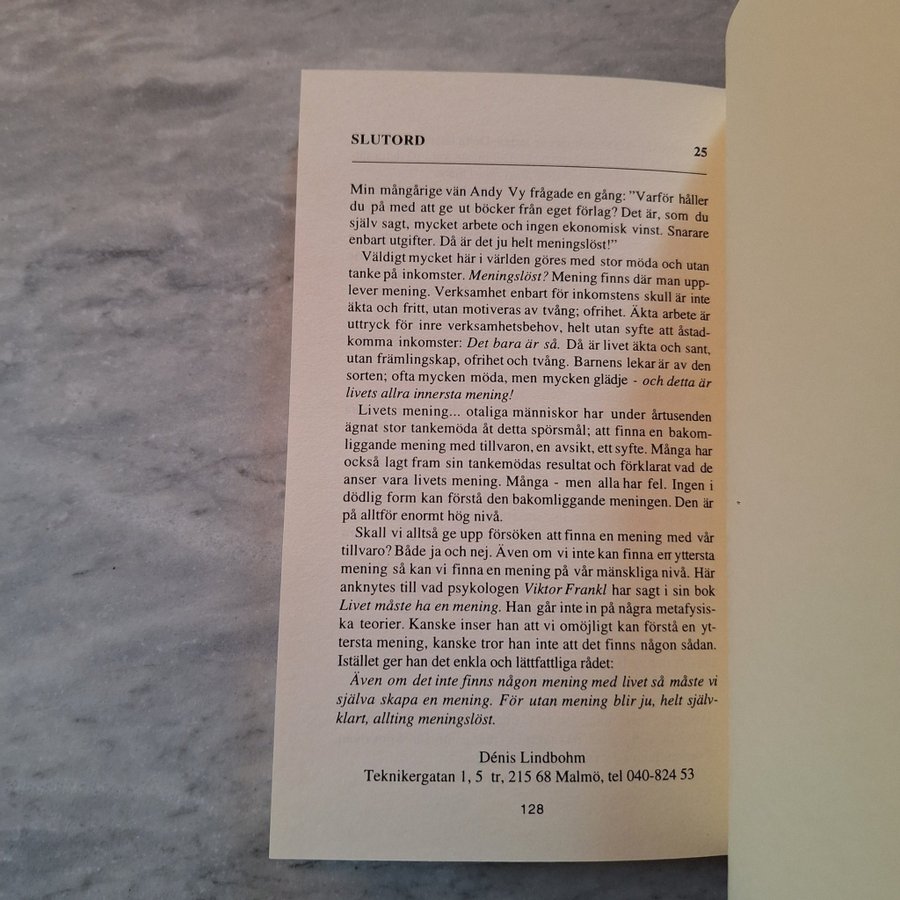 SLUTORD
25
Min mångårige vän Andy Vy frågade en gång: ”Varför håller
du på med att ge ut böcker från eget förlag? Det är, som du
själv sagt, mycket arbete och ingen ekonomisk vinst. Snarare
enbart utgifter. Då är det ju helt meningslöst!”
Väldigt mycket här i världen göres med stor möda och utan
tanke på inkomster. Meningslöst? Mening finns där man upp-
lever mening. Verksamhet enbart för inkomstens skull är inte
äkta och fritt, utan motiveras av tvång; ofrihet. Äkta arbete är
uttryck för inre verksamhetsbehov, helt utan syfte att åstad-
komma inkomster: Det bara är så. Då är livet äkta och sant,
utan främlingskap, ofrihet och tvång. Barnens lekar är av den
sorten; ofta mycken möda, men mycken glädje - och detta är
livets allra innersta mening!
Livets mening... otaliga människor har under årtusenden
ägnat stor tankemöda åt detta spörsmål; att finna en bakom-
liggande mening med tillvaron, en avsikt, ett syfte. Många har
också lagt fram sin tankemödas resultat och förklarat vad de
anser vara livets mening. Många - men alla har fel. Ingen i
dödlig form kan förstå den bakomliggande meningen. Den är
på alltför enormt hög nivå.
Skall vi alltså ge upp försöken att finna en mening med vår
tillvaro? Både ja och nej. Även om vi inte kan finna en yttersta
mening så kan vi finna en mening på vår mänskliga nivå. Här
anknytes till vad psykologen Viktor Frankl har sagt i sin bok
Livet måste ha en mening. Han går inte in på några metafysis-
ka teorier. Kanske inser han att vi omöjligt kan förstå en yt-
tersta mening, kanske tror han inte att det finns någon sådan.
Istället ger han det enkla och lättfattliga rådet:
Även om det inte finns någon mening med livet så måste vi
själva skapa en mening. För utan mening blir ju, helt själv-
klart, allting meningslöst.
Dénis Lindbohm
Teknikergatan 1, 5 tr, 215 68 Malmö, tel 040-824 53
128